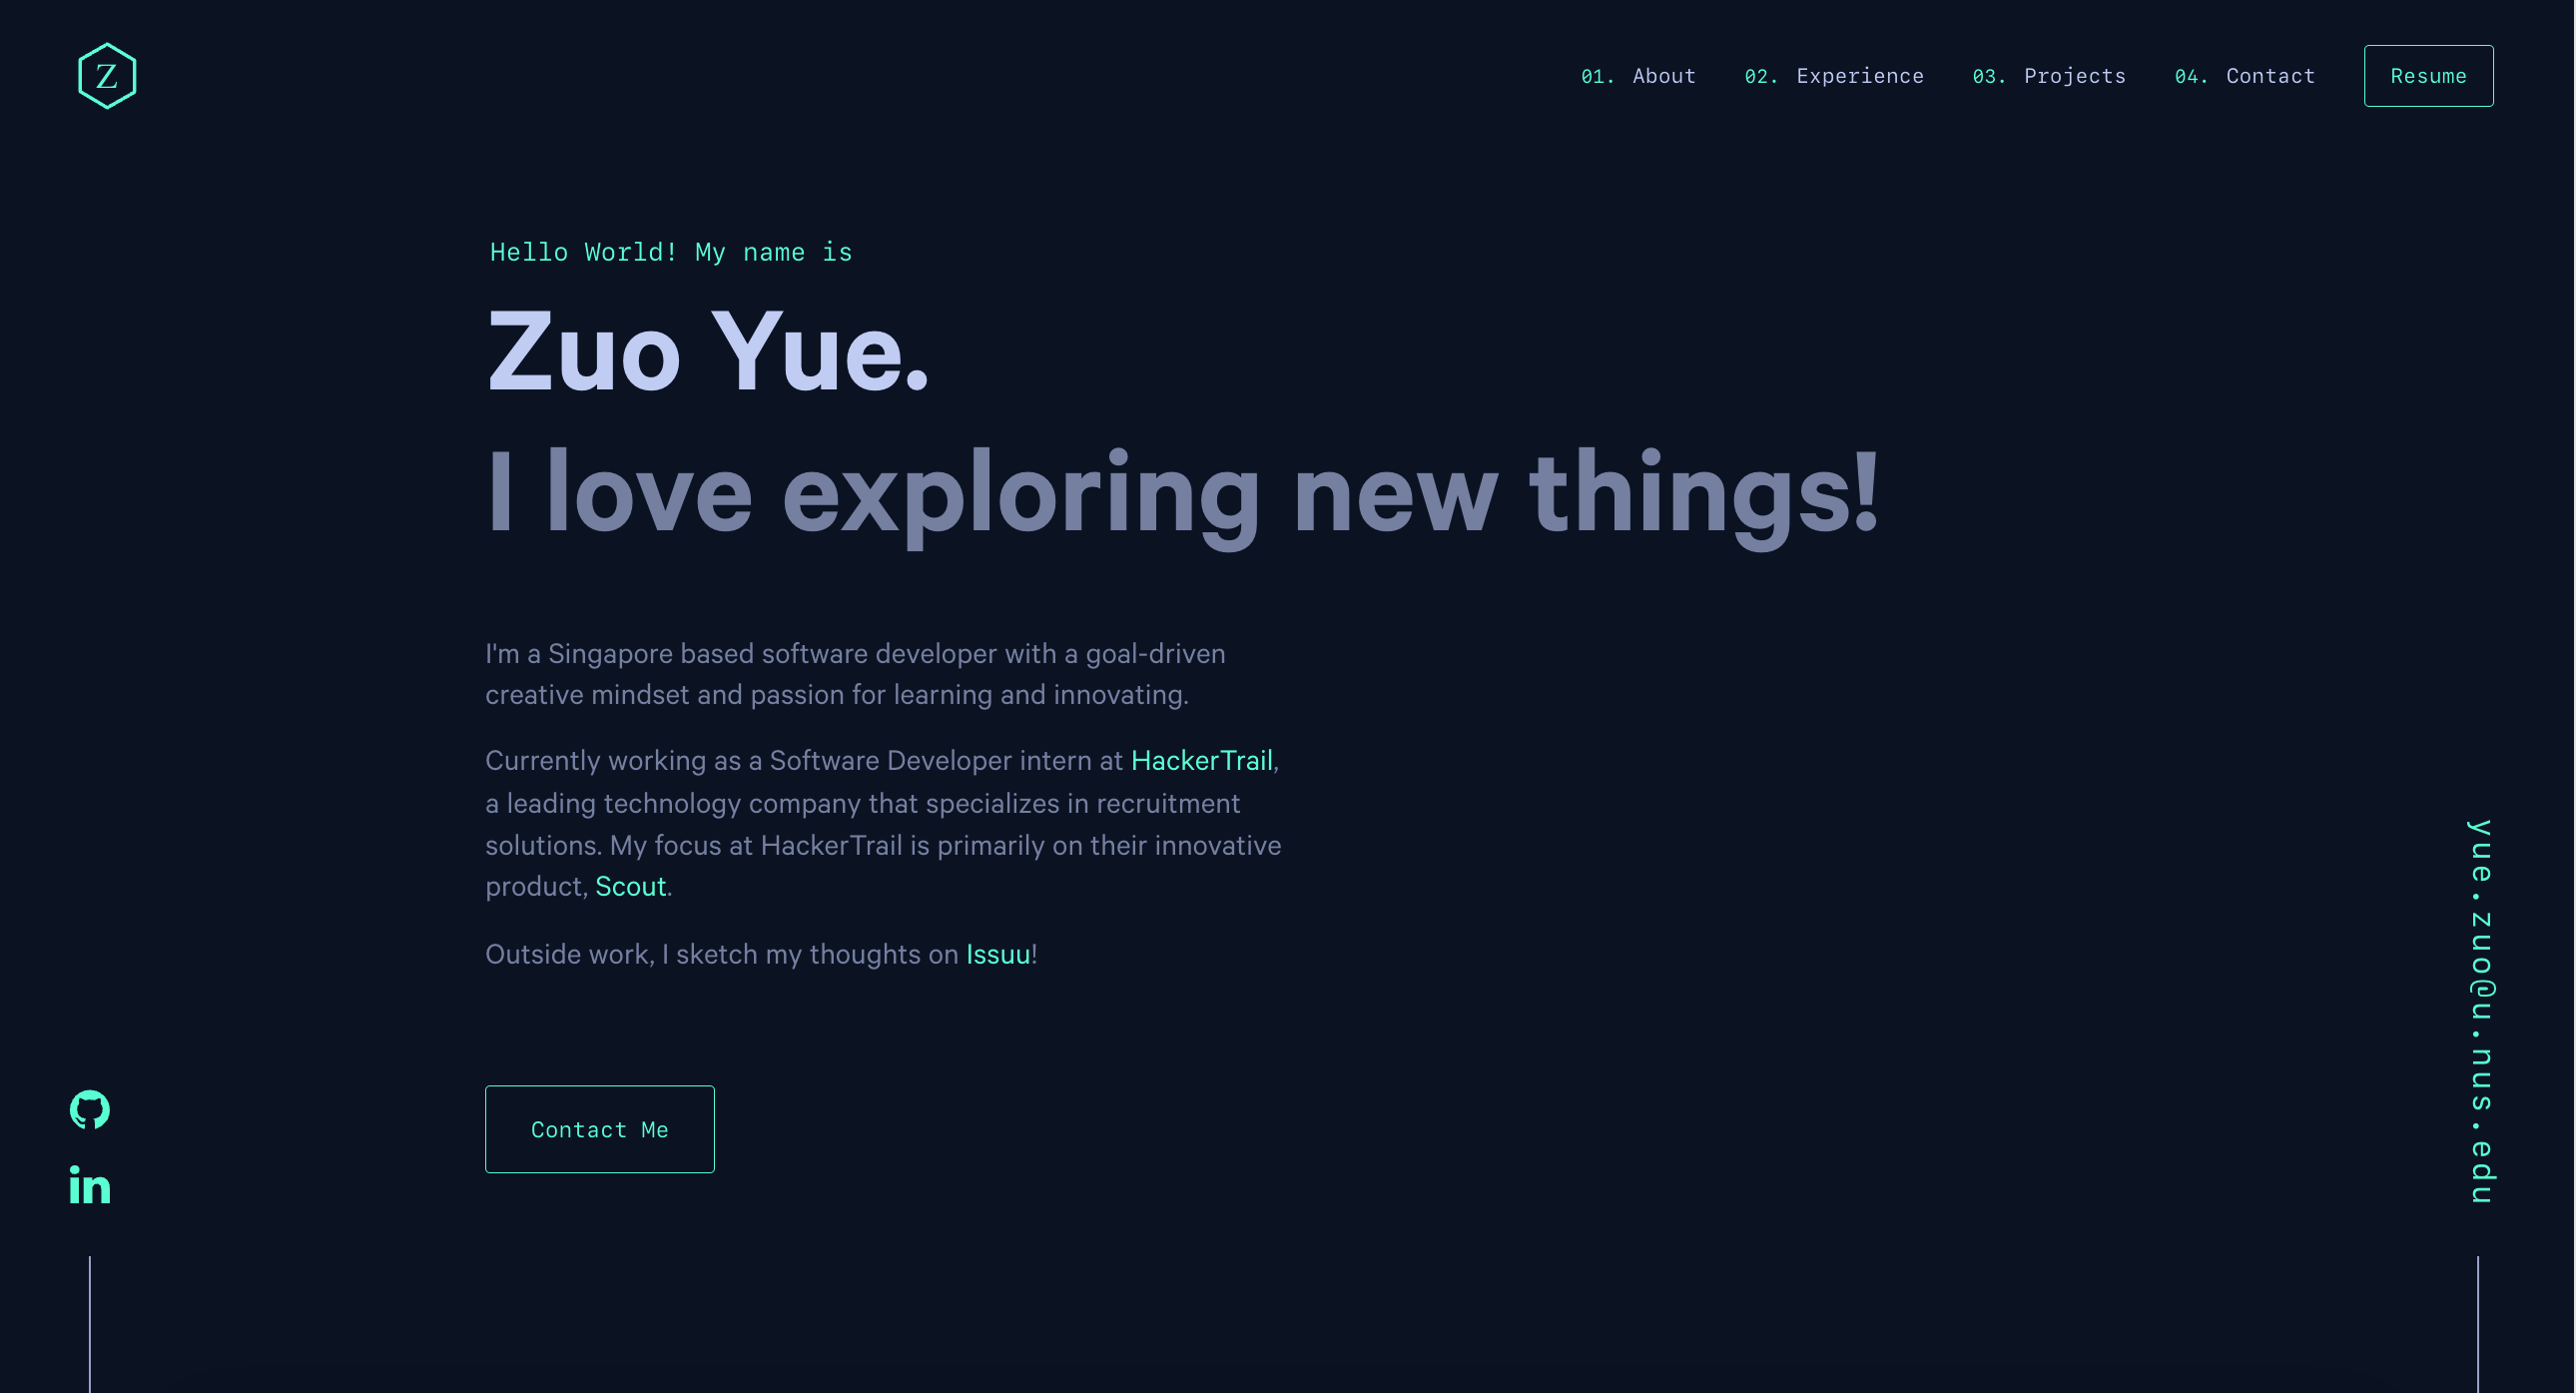 Z
01. About 02. Experience 03. Projects 04. Contact Resume
Hello World! My name is
Zuo Yue.
I love exploring new things!
I'm a Singapore based software developer with a goal-driven
creative mindset and passion for learning and innovating.
Currently working as a Software Developer intern at HackerTrail,
a leading technology company that specializes in recruitment
solutions. My focus at HackerTrail is primarily on their innovative
product, Scout.
Outside work, I sketch my thoughts on Issuu!
Contact Me
in
yue.zuo@u.nus.edu